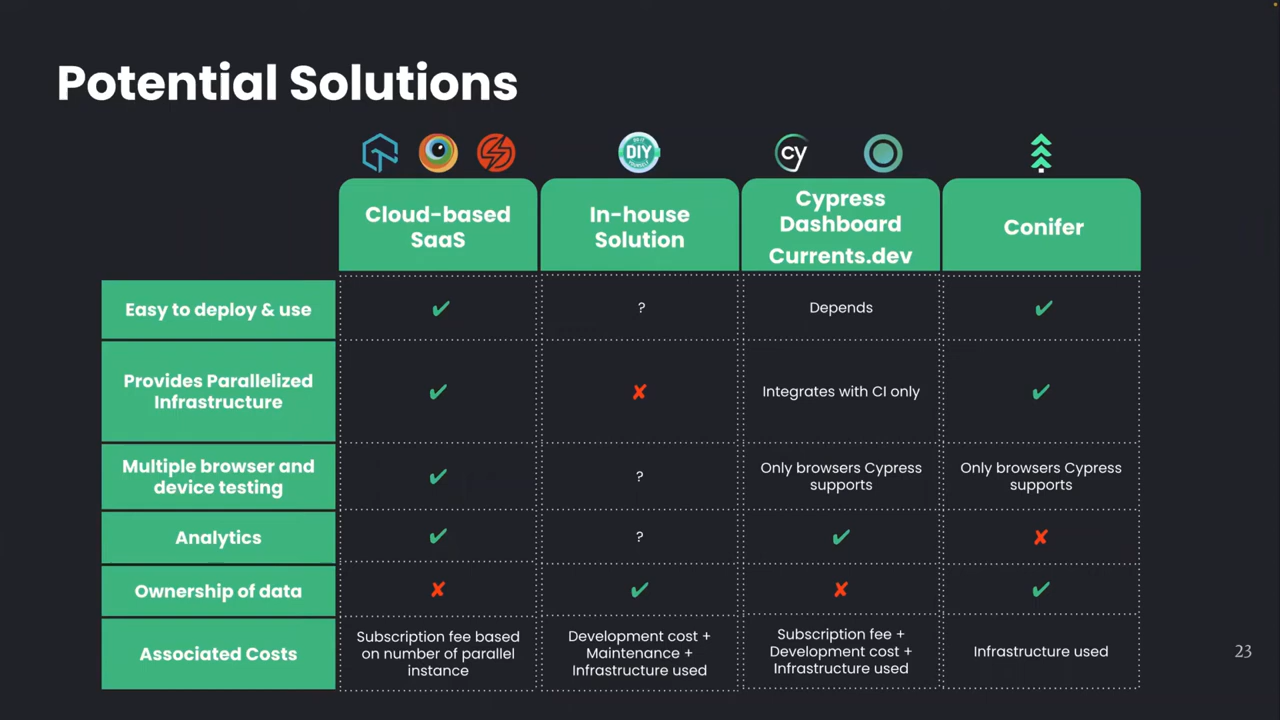 Potential Solutions
DO IT
DIY
YOURSELF
cy
Cloud-based
SaaS
In-house
Solution
Cypress
Dashboard
Currents.dev
Conifer
Easy to deploy & use
✔
?
Depends
✔
Provides Parallelized
Infrastructure
✔
✘
Integrates with CI only
✔
Multiple browser and
device testing
✔
?
Only browsers Cypress
supports
Only browsers Cypress
supports
Analytics
✔
?
✔
✘
Ownership of data
✘
✔
✘
✔
Associated Costs
Subscription fee based
on number of parallel
instance
Development cost +
Maintenance +
Infrastructure used
Subscription fee +
Development cost +
Infrastructure used
Infrastructure used
23